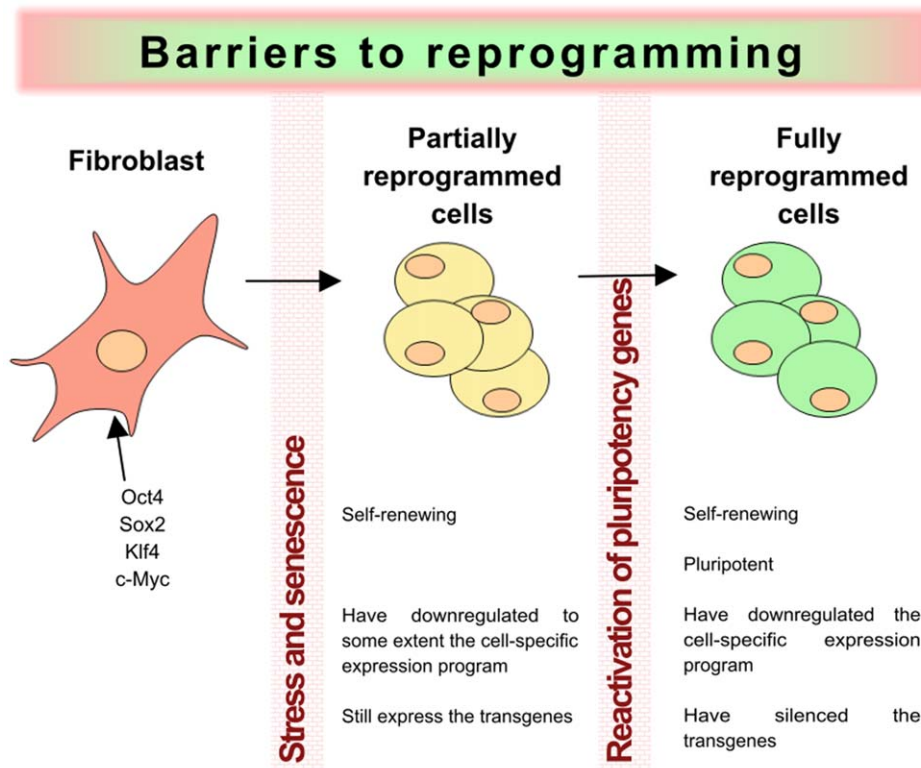 Barriers to reprogramming
Fibroblast
Partially
reprogrammed
cells
Fully
reprogrammed
cells
Oct4
Sox2
Klf4
c-Myc
Stress and senescence
Self-renewing
Have downregulated to
some extent the cell-specific
expression program
Still express the transgenes
Reactivation of pluripotency genes
Self-renewing
Pluripotent
Have downregulated the
cell-specific expression
program
Have silenced the
transgenes